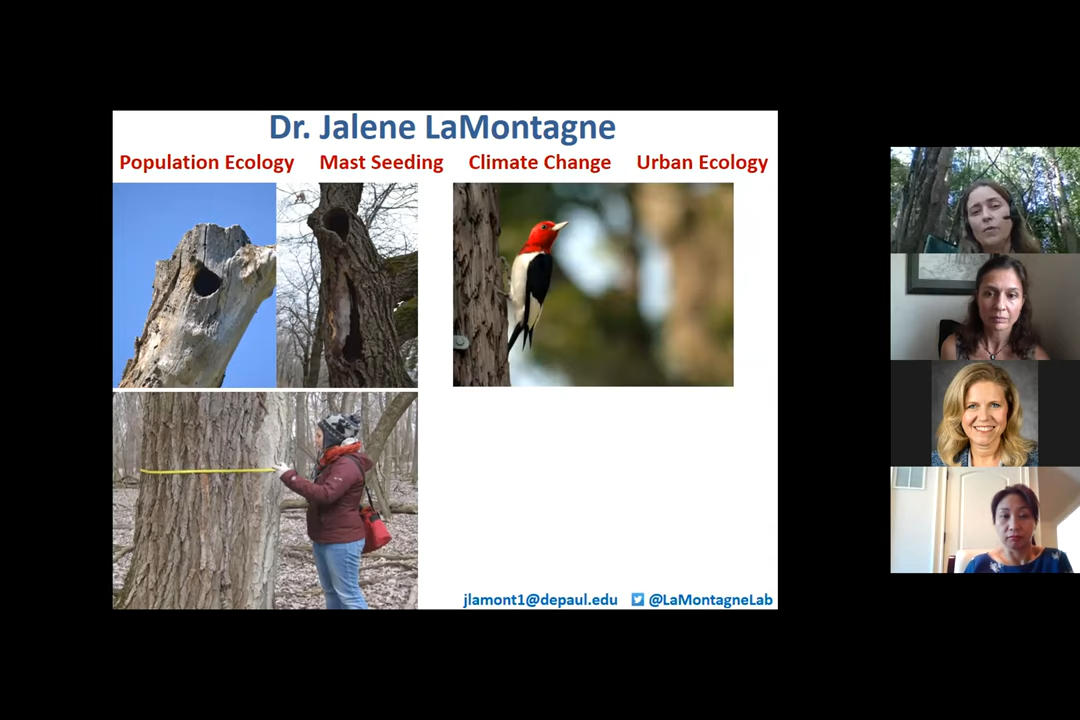 Dr. Jalene LaMontagne
Population Ecology Mast Seeding Climate Change Urban Ecology
jlamont1@depaul.edu @LaMontagneLab